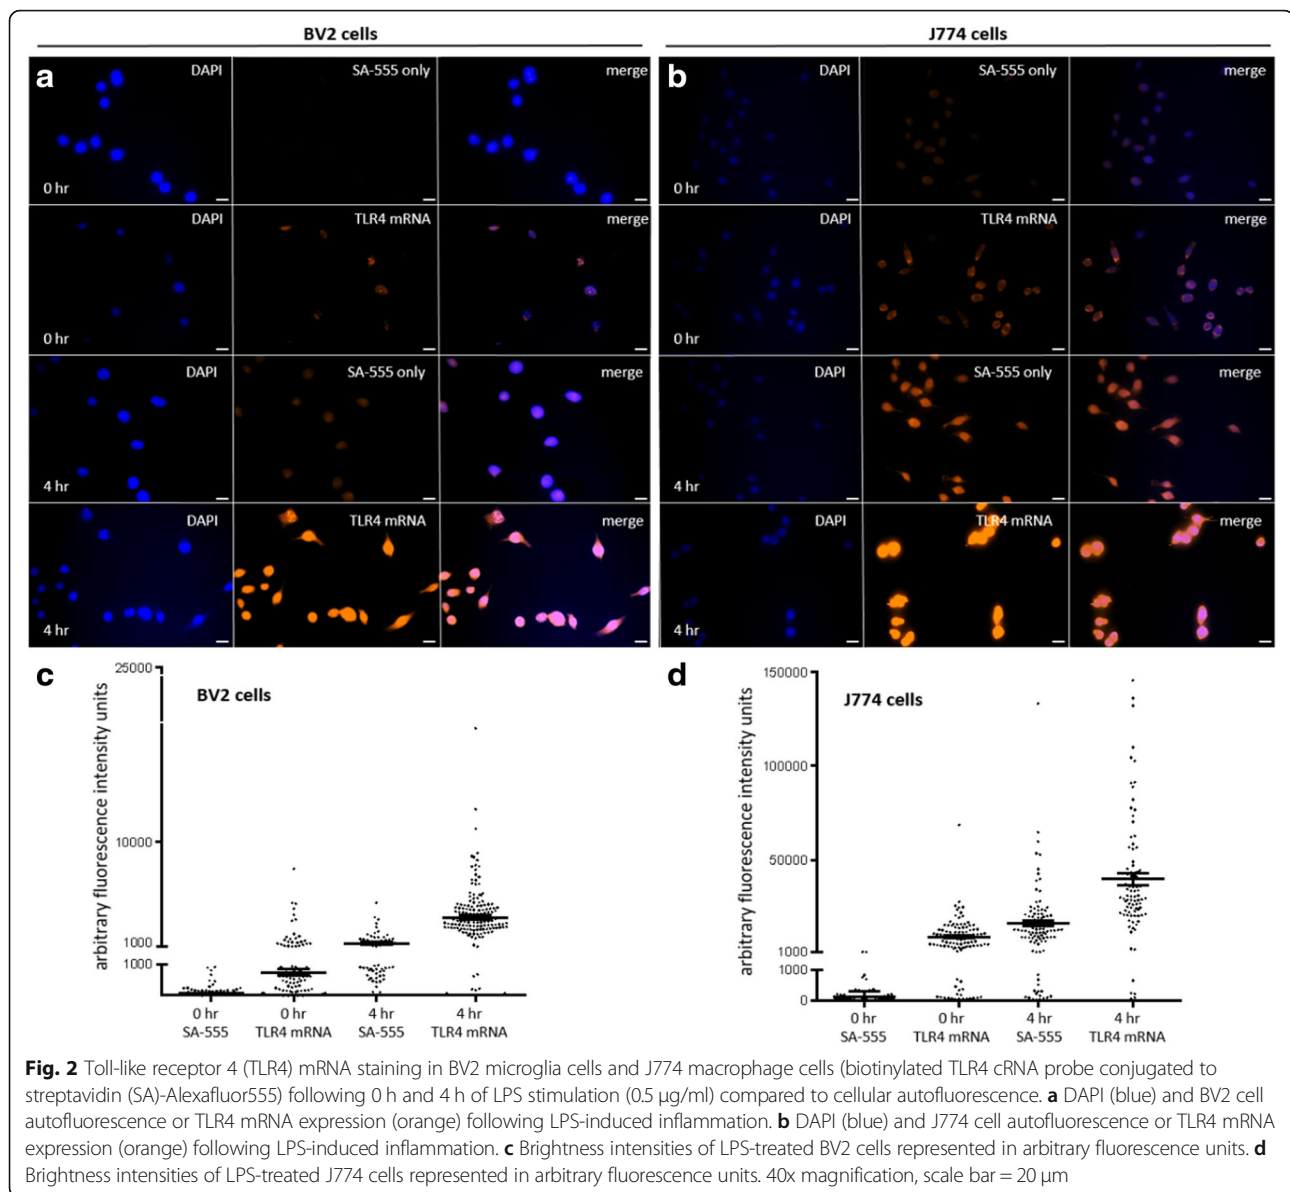 BV2 cells
J774 cells
a
DAPI
SA-555 only
merge
0 hr
DAPI
TLR4 mRNA
merge
0 hr
DAPI
SA-555 only
merge
4 hr
DAPI
TLR4 mRNA
merge
4 hr
b
DAPI
SA-555 only
merge
0 hr
DAPI
TLR4 mRNA
merge
0 hr
DAPI
SA-555 only
merge
4 hr
DAPI
TLR4 mRNA
merge
4 hr
c
BV2 cells
arbitrary fluorescence intensity units
25000
10000
1000
1000
0 hr
SA-555
0 hr
TLR4 mRNA
4 hr
SA-555
4 hr
TLR4 mRNA
d
J774 cells
arbitrary fluorescence intensity units
150000
100000
50000
1000
1000
0
0 hr
SA-555
0 hr
TLR4 mRNA
4 hr
SA-555
4 hr
TLR4 mRNA
Fig. 2 Toll-like receptor 4 (TLR4) mRNA staining in BV2 microglia cells and J774 macrophage cells (biotinylated TLR4 cRNA probe conjugated to
streptavidin (SA)-Alexafluor555) following 0 h and 4 h of LPS stimulation (0.5 μg/ml) compared to cellular autofluorescence. a DAPI (blue) and BV2 cell
autofluorescence or TLR4 mRNA expression (orange) following LPS-induced inflammation. b DAPI (blue) and J774 cell autofluorescence or TLR4 mRNA
expression (orange) following LPS-induced inflammation. c Brightness intensities of LPS-treated BV2 cells represented in arbitrary fluorescence units. d
Brightness intensities of LPS-treated J774 cells represented in arbitrary fluorescence units. 40x magnification, scale bar = 20 μm